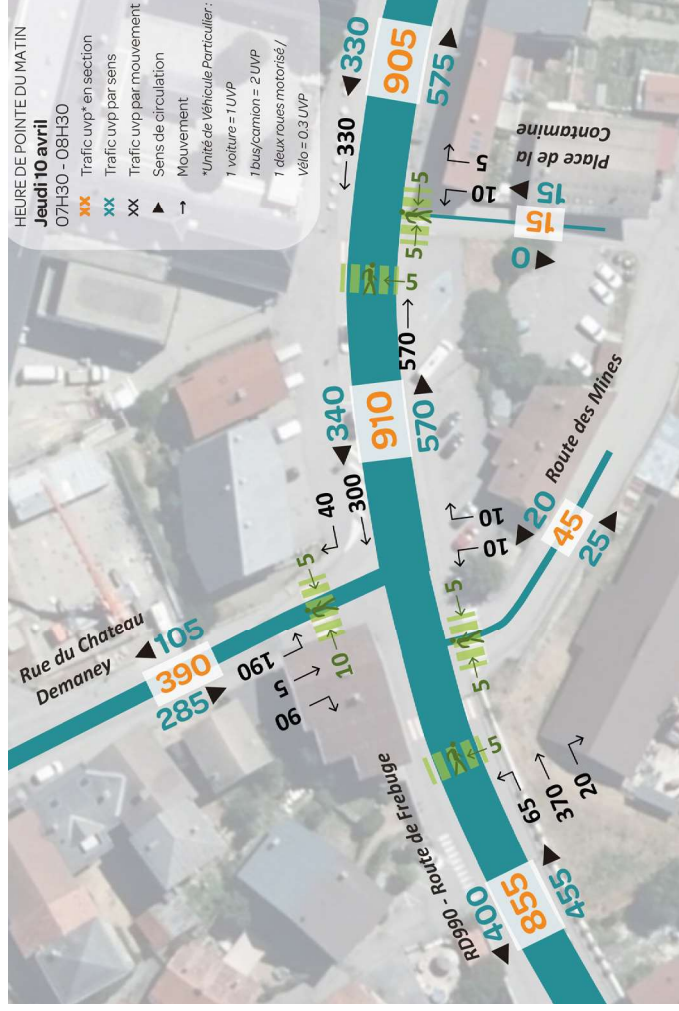 HEURE DE POINTE DU MATIN
Jeudi 10 avril
07H30 - 08H30
XX Trafic uvp* en section
XX Trafic uvp par sens
XX Trafic uvp par mouvement
Sens de circulation
→ Mouvement
*Unité de Véhicule Particulier :
1 voiture = 1 UVP
1 bus/camion = 2 UVP
1 deux roues motorisé /
Vélo = 0.3 UVP
330
905
575
330
5
10
Place de la
Contamine
15
15
0
5
5
5
570
340
910
570
300
40
10
10
Route des Mines
20
45
25
5
10
5
5
Rue du Chateau
Demaney
105
390
285
190
5
90
5
65
370
20
RD990 - Route de Frebuge
400
855
455